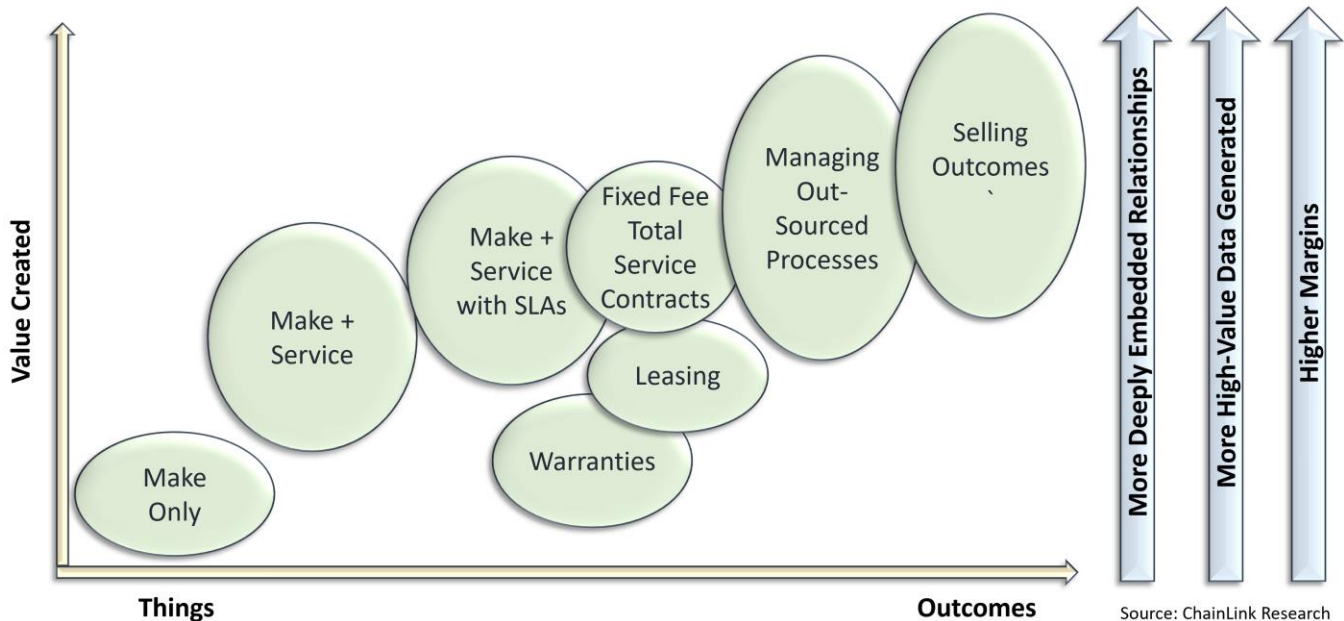 Value Created
Make
Only
Make +
Service
Make +
Service
with SLAs
Fixed Fee
Total
Service
Contracts
Leasing
Warranties
Managing
Out-
Sourced
Processes
Selling
Outcomes
`
Things
Outcomes
More Deeply Embedded Relationships
More High-Value Data Generated
Higher Margins
Source: ChainLink Research